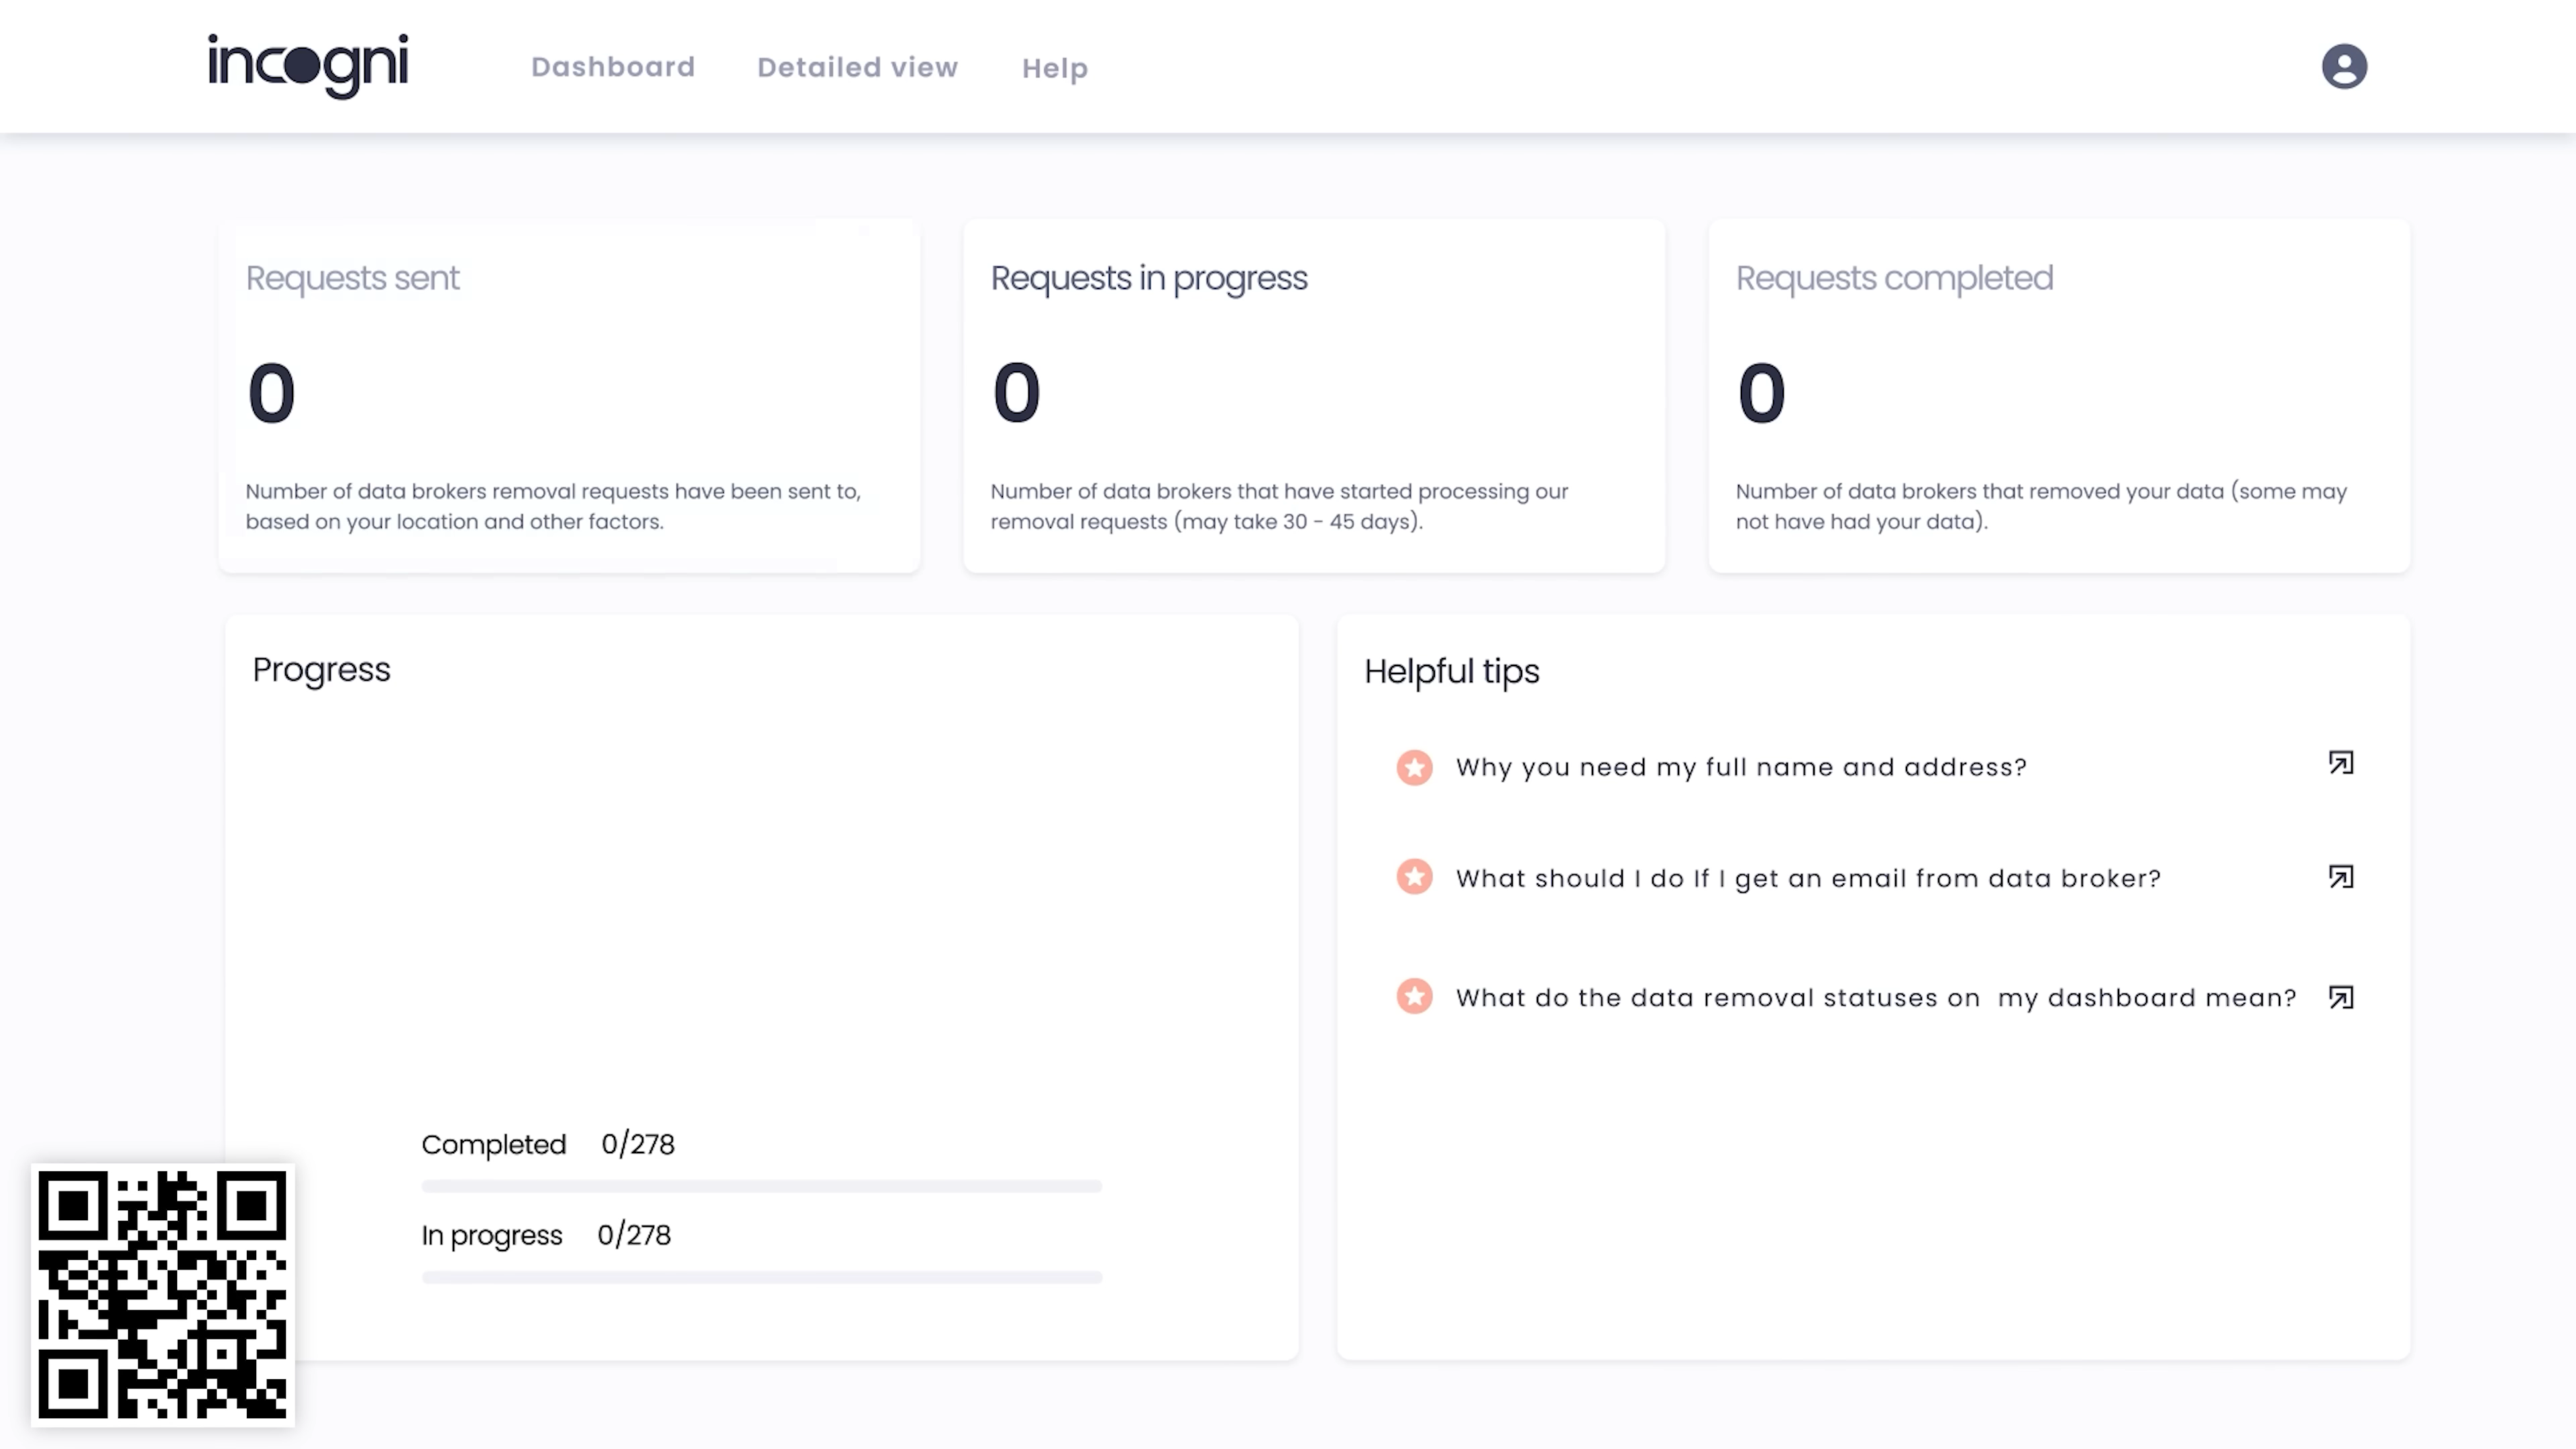 incogni
Dashboard
Detailed view
Help
Requests sent
0
Number of data brokers removal requests have been sent to,
based on your location and other factors.
Requests in progress
0
Number of data brokers that have started processing our
removal requests (may take 30 - 45 days).
Requests completed
0
Number of data brokers that removed your data (some may
not have had your data).
Progress
Completed 0/278
In progress 0/278
Helpful tips
Why you need my full name and address?
What should I do If I get an email from data broker?
What do the data removal statuses on my dashboard mean?